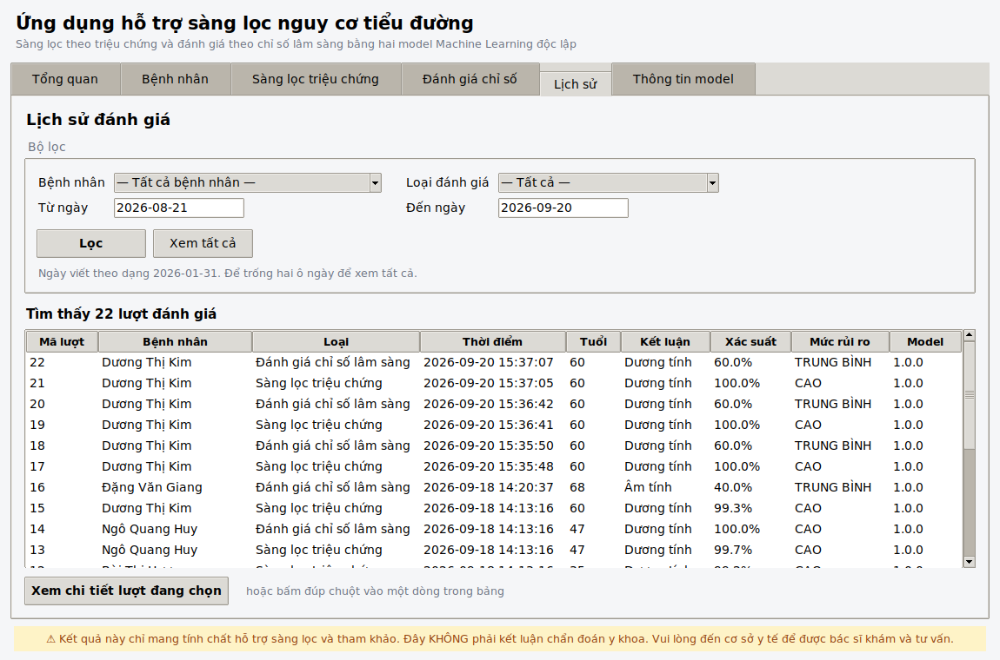 Ứng dụng hỗ trợ sàng lọc nguy cơ tiểu đường
Sàng lọc theo triệu chứng và đánh giá theo chỉ số lâm sàng bằng hai model Machine Learning độc lập
Tổng quan Bệnh nhân Sàng lọc triệu chứng Đánh giá chỉ số Lịch sử Thông tin model
Lịch sử đánh giá
Bộ lọc
Bệnh nhân — Tất cả bệnh nhân — Loại đánh giá — Tất cả —
Từ ngày 2026-08-21 Đến ngày 2026-09-20
Lọc Xem tất cả
Ngày viết theo dạng 2026-01-31. Để trống hai ô ngày để xem tất cả.
Tìm thấy 22 lượt đánh giá
Mã lượt Bệnh nhân Loại Thời điểm Tuổi Kết luận Xác suất Mức rủi ro Model
22 Dương Thị Kim Đánh giá chỉ số lâm sàng 2026-09-20 15:37:07 60 Dương tính 60.0% TRUNG BÌNH 1.0.0
21 Dương Thị Kim Sàng lọc triệu chứng 2026-09-20 15:37:05 60 Dương tính 100.0% CAO 1.0.0
20 Dương Thị Kim Đánh giá chỉ số lâm sàng 2026-09-20 15:36:42 60 Dương tính 60.0% TRUNG BÌNH 1.0.0
19 Dương Thị Kim Sàng lọc triệu chứng 2026-09-20 15:36:41 60 Dương tính 100.0% CAO 1.0.0
18 Dương Thị Kim Đánh giá chỉ số lâm sàng 2026-09-20 15:35:50 60 Dương tính 60.0% TRUNG BÌNH 1.0.0
17 Dương Thị Kim Sàng lọc triệu chứng 2026-09-20 15:35:48 60 Dương tính 100.0% CAO 1.0.0
16 Đặng Văn Giang Đánh giá chỉ số lâm sàng 2026-09-18 14:20:37 68 Âm tính 40.0% TRUNG BÌNH 1.0.0
15 Dương Thị Kim Sàng lọc triệu chứng 2026-09-18 14:13:16 60 Dương tính 99.3% CAO 1.0.0
14 Ngô Quang Huy Đánh giá chỉ số lâm sàng 2026-09-18 14:13:16 47 Dương tính 100.0% CAO 1.0.0
13 Ngô Quang Huy Sàng lọc triệu chứng 2026-09-18 14:13:16 47 Dương tính 99.7% CAO 1.0.0
Xem chi tiết lượt đang chọn hoặc bấm đúp chuột vào một dòng trong bảng
⚠ Kết quả này chỉ mang tính chất hỗ trợ sàng lọc và tham khảo. Đây KHÔNG phải kết luận chẩn đoán y khoa. Vui lòng đến cơ sở y tế để được bác sĩ khám và tư vấn.